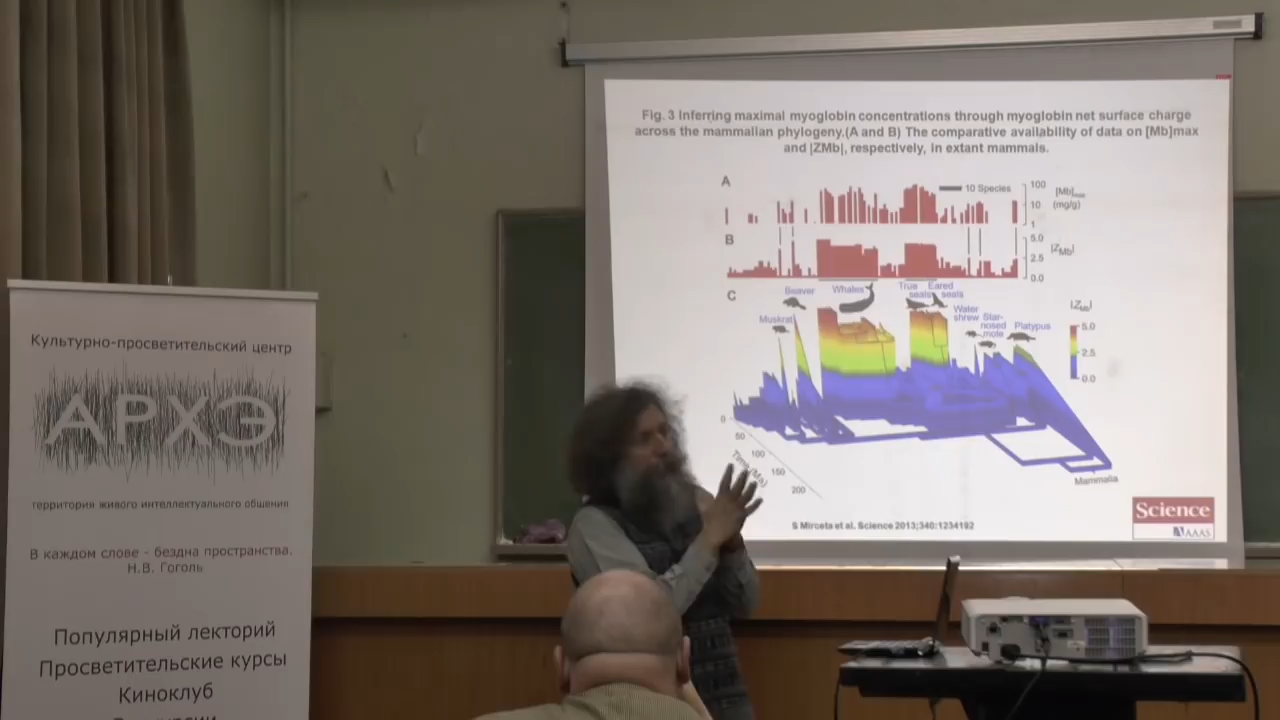 Культурно-просветительский центр
АРХЭ
территория живого интеллектуального общения
В каждом слове - бездна пространства.
Н.В. Гоголь
Популярный лекторий
Просветительские курсы
Киноклуб
Fig. 3 Inferring maximal myoglobin concentrations through myoglobin net surface charge
across the mammalian phylogeny.(A and B) The comparative availability of data on [Mb]max
and |ZMb|, respectively, in extant mammals.
A
10 Species
100
10
1
[Mb]max
(mg/g)
B
5.0
2.5
0.0
|ZMb|
C
Muskrat
Beaver
Whales
True
seals
Eared
seals
Water
shrew
Star-
nosed
mole
Platypus
|ZMb|
5.0
2.5
0.0
0
50
100
150
200
Time (Ma)
Mammalia
S Mirceta et al. Science 2013;340:1234192
Science
AAAS